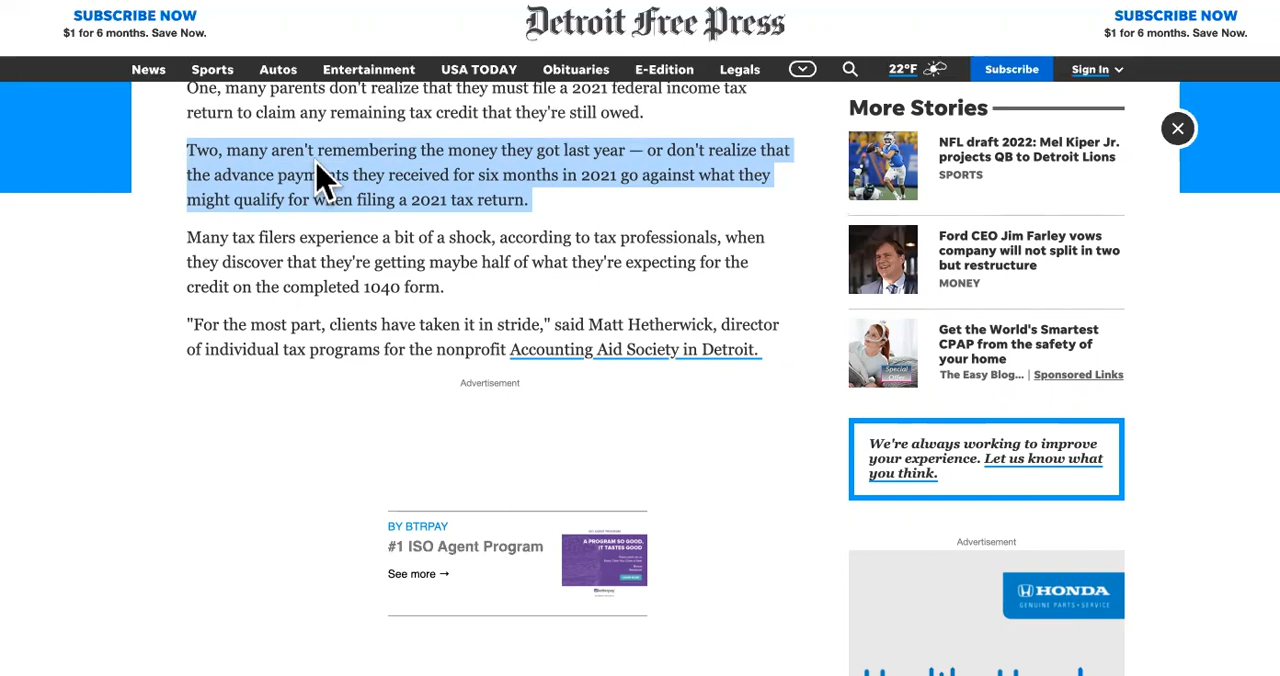 SUBSCRIBE NOW
$1 for 6 months. Save Now.
Detroit Free Press
SUBSCRIBE NOW
$1 for 6 months. Save Now.
News Sports Autos Entertainment USA TODAY Obituaries E-Edition Legals 22°F Subscribe Sign In
One, many parents don't realize that they must file a 2021 federal income tax
return to claim any remaining tax credit that they're still owed.
Two, many aren't remembering the money they got last year — or don't realize that
the advance payments they received for six months in 2021 go against what they
might qualify for when filing a 2021 tax return.
Many tax filers experience a bit of a shock, according to tax professionals, when
they discover that they're getting maybe half of what they're expecting for the
credit on the completed 1040 form.
"For the most part, clients have taken it in stride," said Matt Hetherwick, director
of individual tax programs for the nonprofit Accounting Aid Society in Detroit.
Advertisement
BY BTRPAY
#1 ISO Agent Program
See more →
A PROGRAM SO GOOD,
IT TASTES GOOD
More Stories
NFL draft 2022: Mel Kiper Jr.
projects QB to Detroit Lions
SPORTS
Ford CEO Jim Farley vows
company will not split in two
but restructure
MONEY
Get the World's Smartest
CPAP from the safety of
your home
The Easy Blog... | Sponsored Links
Special
Offer
We're always working to improve
your experience. Let us know what
you think.
Advertisement
HONDA
GENUINE PARTS • SERVICE